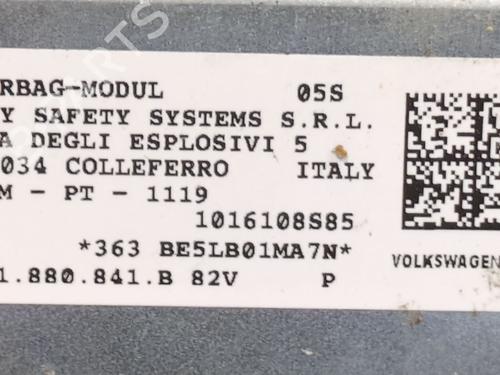 RBAG-MODUL 05S
Y SAFETY SYSTEMS S.R.L.
A DEGLI ESPLOSIVI 5
034 COLLEFERRO ITALY
M - PT - 1119
1016108S85
*363 BE5LB01MA7N*
VOLKSWAGEN
1.880.841.B 82V P